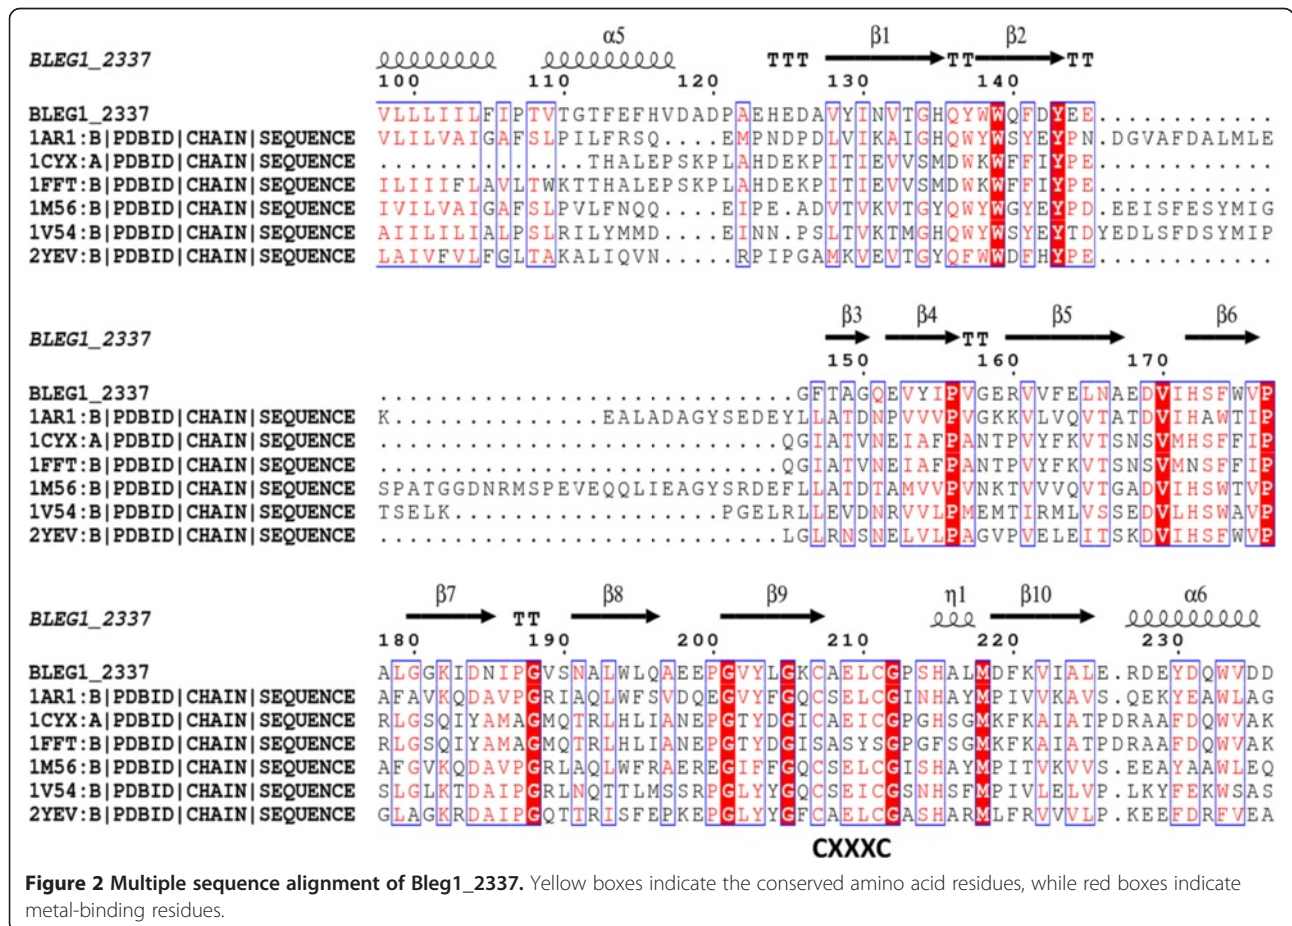 α5 β1 β2
BLEG1_2337 TTT TT TT
100 110 120 130 140
BLEG1_2337 VLLLIILFIPTVTGTFEFHVDADPAEHEDAVYINVTGHQYWWQFDYEE............
1AR1:B|PDBID|CHAIN|SEQUENCE VLILVAIGAFSLPILFRSQ....EMPNDPDLVIKAIGHQWYWSYEYPN.DGVAFDALMLE
1CYX:A|PDBID|CHAIN|SEQUENCE ..............THALEPSKPLAHDEKPITIEVVSMDWKWFFIYPE............
1FFT:B|PDBID|CHAIN|SEQUENCE ILIIIFLAVLTWKTTHALEPSKPLAHDEKPITIEVVSMDWKWFFIYPE............
1M56:B|PDBID|CHAIN|SEQUENCE IVILVAIGAFSLPVLFNQQ....EIPE.ADVTVKVTGYQWYWGYEYPD.EEISFESYMIG
1V54:B|PDBID|CHAIN|SEQUENCE AIILILIALPSLRILYMMD....EINN.PSLTVKTMGHQWYWSYEYTDYEDLSFDSYMIP
2YEV:B|PDBID|CHAIN|SEQUENCE LAIVFVLFGLTAKALIQVN....RPIPGAMKVEVTGYQFWWDFHYPE............
β3 β4 β5 β6
BLEG1_2337 TT
150 160 170
BLEG1_2337 ............................GFTAGQEVYIPVGERVVFELNAEDVIHSFWVP
1AR1:B|PDBID|CHAIN|SEQUENCE K..............EALADAGYSEDEYLLATDNPVVVPVGKKVLVQVTATDVIHAWTIP
1CYX:A|PDBID|CHAIN|SEQUENCE ...........................QGIATVNEIAFPANTPVYFKVTSNSVMHSFFIP
1FFT:B|PDBID|CHAIN|SEQUENCE ...........................QGIATVNEIAFPANTPVYFKVTSNSVMNSFFIP
1M56:B|PDBID|CHAIN|SEQUENCE SPATGGDNRMSPEVEQQLIEAGYSRDEFLLATDTAMVVPVNKTVVVQVTGADVIHSWTVP
1V54:B|PDBID|CHAIN|SEQUENCE TSELK..................PGELRLLEVDNRVVLPMEMTIRMLVSSEDVLHSWAVP
2YEV:B|PDBID|CHAIN|SEQUENCE ...........................LGLRNSNELVLPAGVPVELEITSKDVIHSFWVP
β7 β8 β9 η1 β10 α6
BLEG1_2337 TT
180 190 200 210 220 230
BLEG1_2337 ALGGKIDNIPGVSNALWLQAEEPGVYLGKCAELCGPSHALMDFKVIALE.RDEYDQWVDD
1AR1:B|PDBID|CHAIN|SEQUENCE AFAVKQDAVPGRIAQLWFSVDQEGVYFGQCSELCGINHAYMPIVVKAVS.QEKYEAWLAG
1CYX:A|PDBID|CHAIN|SEQUENCE RLGSQIYAMAGMQTRLHLIANEPGTYDGICAEICGPGHSGMKFKAIATPDRAAFDQWVAK
1FFT:B|PDBID|CHAIN|SEQUENCE RLGSQIYAMAGMQTRLHLIANEPGTYDGISASYSGPGFSGMKFKAIATPDRAAFDQWVAK
1M56:B|PDBID|CHAIN|SEQUENCE AFGVKQDAVPGRLAQLWFRAEREGIFFGQCSELCGISHAYMPITVKVVS.EEAYAAWLEQ
1V54:B|PDBID|CHAIN|SEQUENCE SLGLKTDAIPGRLNQTTLMSSRPGLYYGQCSEICGSNHSFMPIVLELVP.LKYFEKWSAS
2YEV:B|PDBID|CHAIN|SEQUENCE GLAGKRDAIPGQTTRISFEPKEPGLYYGFCAELCGASHARMLFRVVVLP.KEEFDRFVEA
CXXXC
Figure 2 Multiple sequence alignment of Bleg1_2337. Yellow boxes indicate the conserved amino acid residues, while red boxes indicate
metal-binding residues.